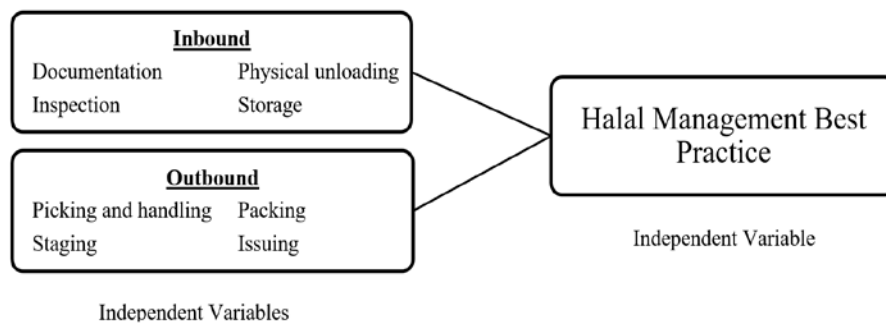 Inbound
Documentation Physical unloading
Inspection Storage
Outbound
Picking and handling Packing
Staging Issuing
Independent Variables
Halal Management Best
Practice
Independent Variable